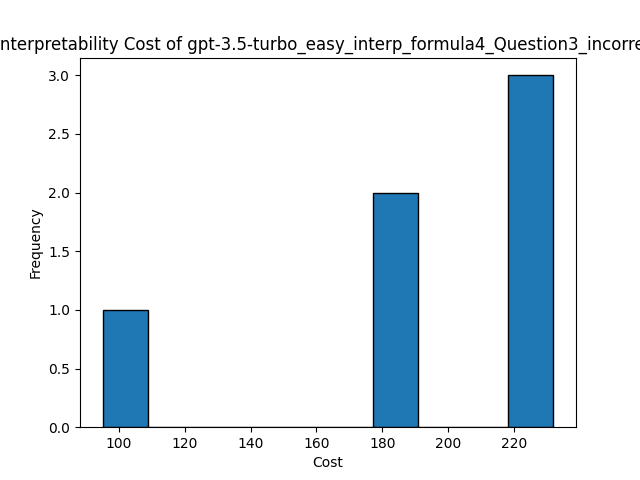 nterpretability Cost of gpt-3.5-turbo_easy_interp_formula4_Question3_incorre
3.0
2.5
2.0
1.5
1.0
0.5
0.0
Frequency
100 120 140 160 180 200 220
Cost